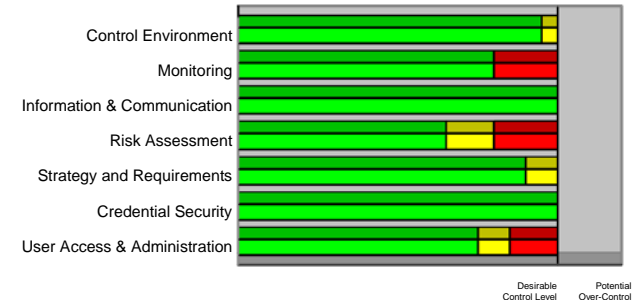 Control Environment
Monitoring
Information & Communication
Risk Assessment
Strategy and Requirements
Credential Security
User Access & Administration
Desirable Potential
Control Level Over-Control